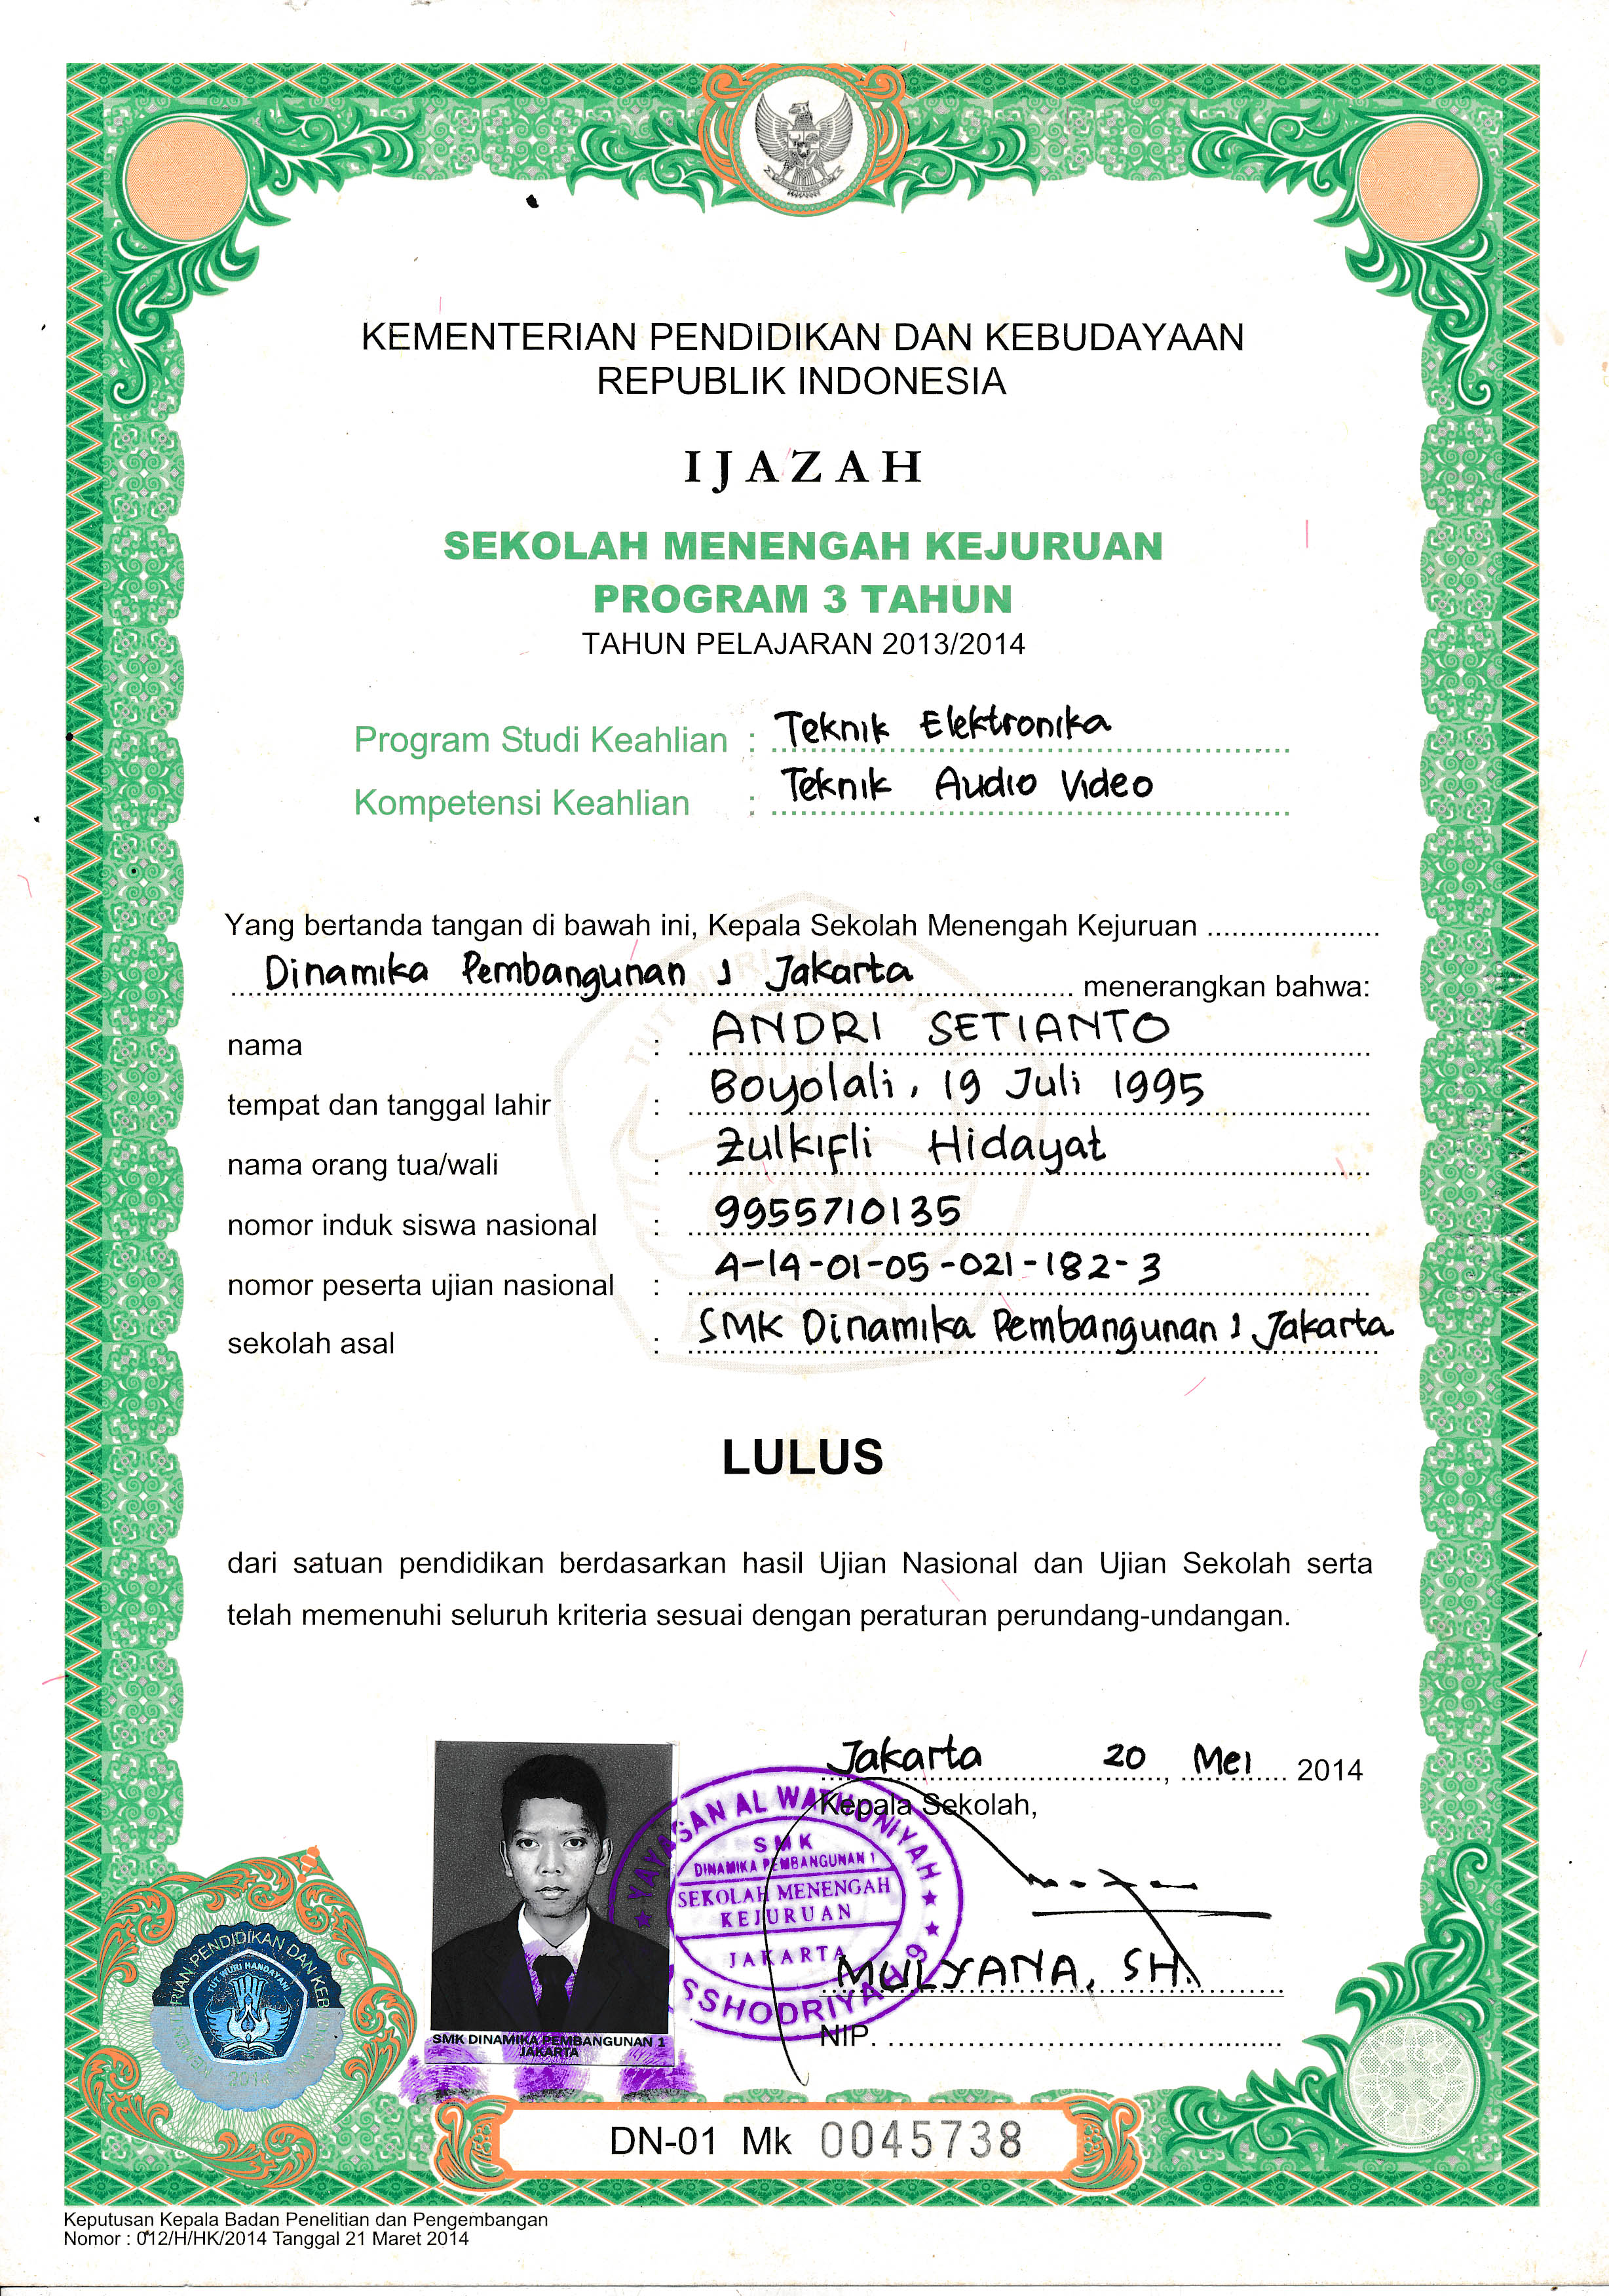 KEMENTERIAN PENDIDIKAN DAN KEBUDAYAAN
REPUBLIK INDONESIA
IJAZAH
SEKOLAH MENENGAH KEJURUAN
PROGRAM 3 TAHUN
TAHUN PELAJARAN 2013/2014
Program Studi Keahlian : Teknik Elektronika
Kompetensi Keahlian : Teknik Audio Video
Yang bertanda tangan di bawah ini, Kepala Sekolah Menengah Kejuruan
Dinamika Pembangunan 1 Jakarta menerangkan bahwa:
nama : ANDRI SETIANTO
tempat dan tanggal lahir : Boyolali, 19 Juli 1995
nama orang tua/wali : Zulkifli Hidayat
nomor induk siswa nasional : 9955710135
nomor peserta ujian nasional : 4-14-01-05-021-182-3
sekolah asal : SMK Dinamika Pembangunan 1 Jakarta
LULUS
dari satuan pendidikan berdasarkan hasil Ujian Nasional dan Ujian Sekolah serta
telah memenuhi seluruh kriteria sesuai dengan peraturan perundang-undangan.
Jakarta, 20 Mei 2014
Kepala Sekolah,
YAYASAN AL WATHONIYAH
SMK
DINAMIKA PEMBANGUNAN 1
SEKOLAH MENENGAH
KEJURUAN
JAKARTA
ASSHODRIYAH 9
MULYANA, SH.
NIP.
SMK DINAMIKA PEMBANGUNAN 1
JAKARTA
PENDIDIKAN DAN
TUT WURI HANDAYANI
DN-01 Mk 0045738
Keputusan Kepala Badan Penelitian dan Pengembangan
Nomor : 012/H/HK/2014 Tanggal 21 Maret 2014